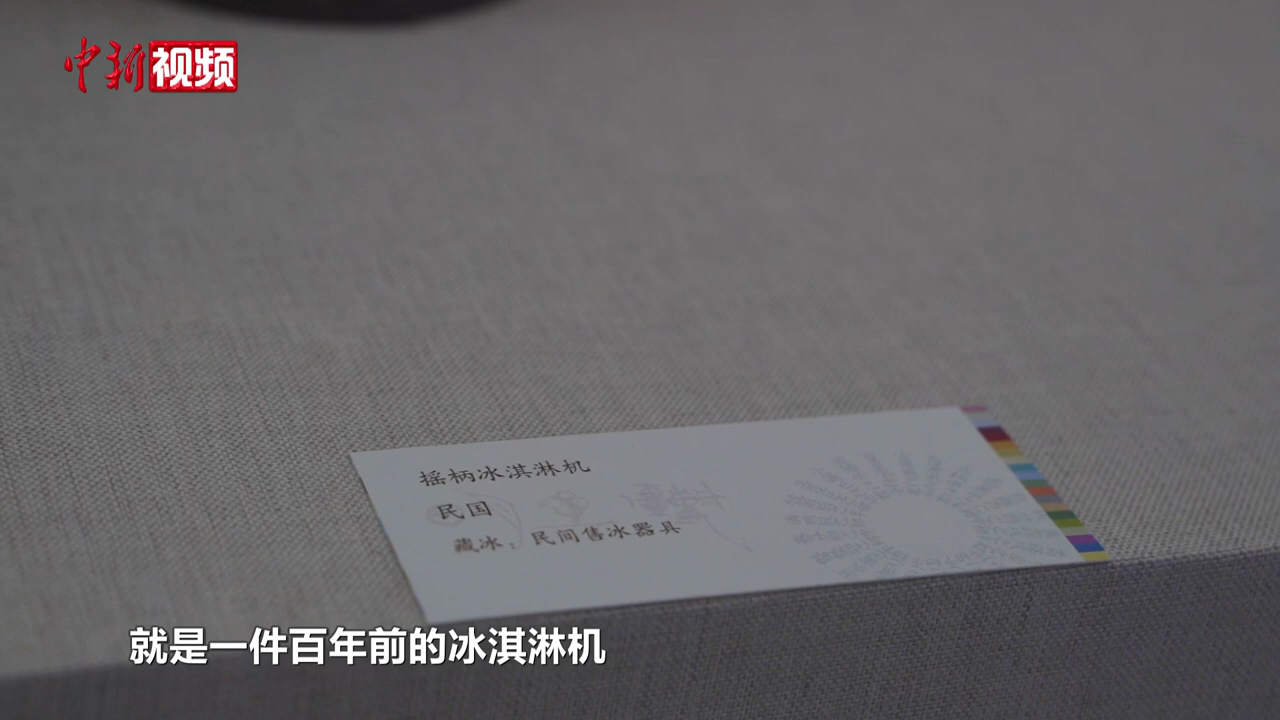 中新视频
摇柄冰淇淋机
民国
藏冰：民间售冰器具
就是一件百年前的冰淇淋机